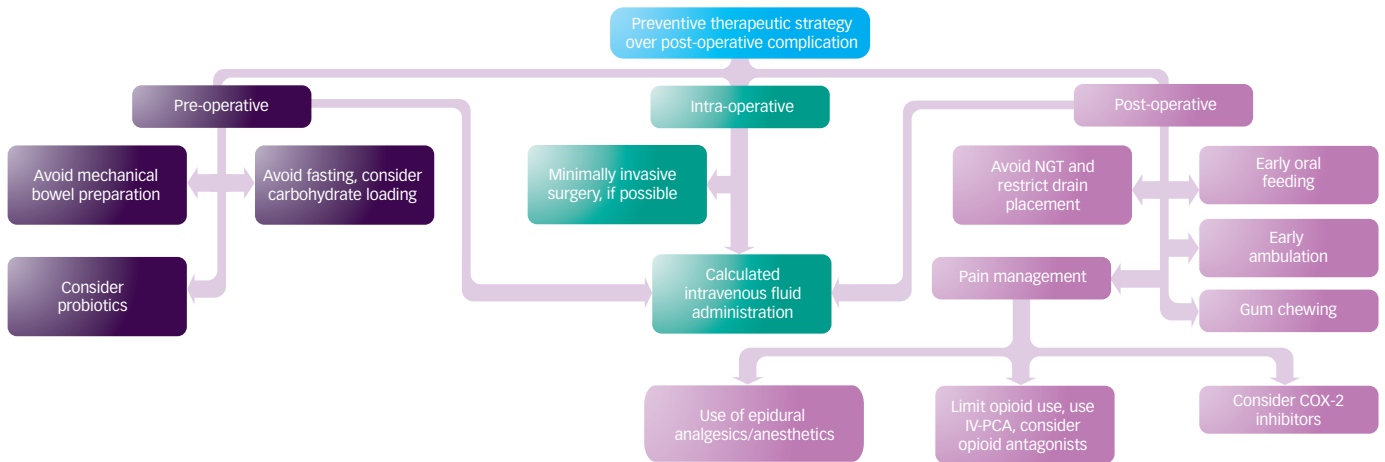 Preventive therapeutic strategy
over post-operative complication
Pre-operative
Intra-operative
Post-operative
Avoid mechanical
bowel preparation
Avoid fasting, consider
carbohydrate loading
Minimally invasive
surgery, if possible
Avoid NGT and
restrict drain
placement
Early oral
feeding
Early
ambulation
Consider
probiotics
Calculated
intravenous fluid
administration
Pain management
Gum chewing
Use of epidural
analgesics/anesthetics
Limit opioid use, use
IV-PCA, consider
opioid antagonists
Consider COX-2
inhibitors